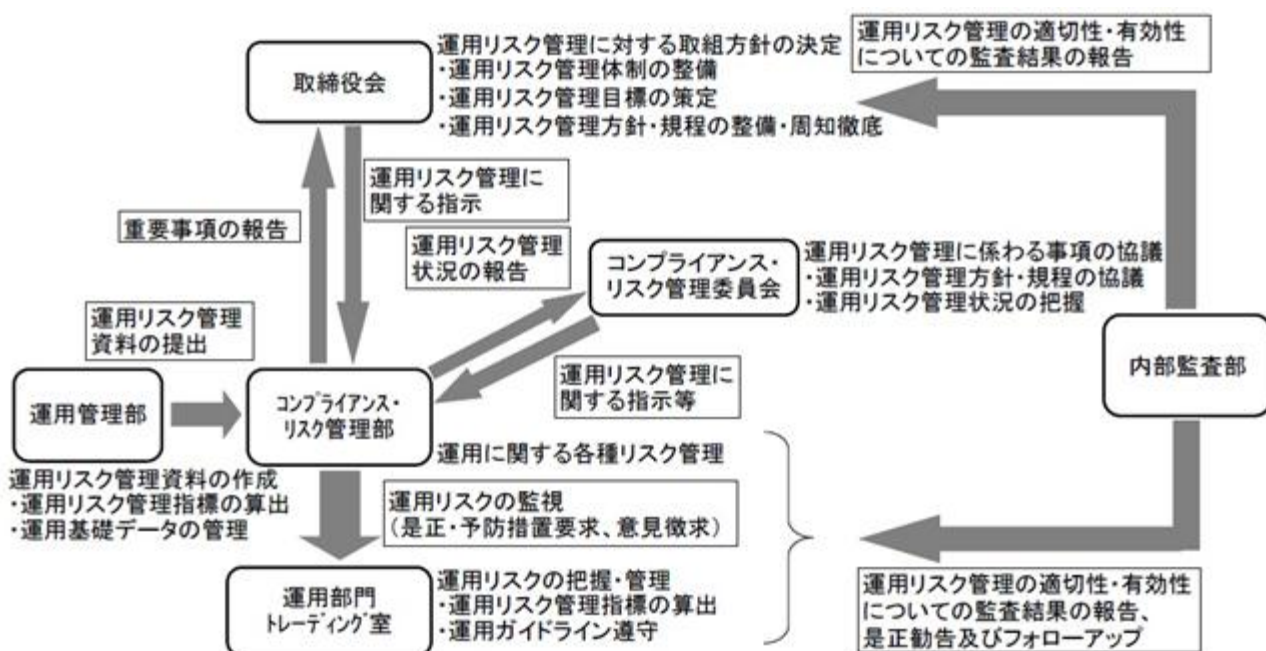 取締役会
運用リスク管理に対する取組方針の決定
・運用リスク管理体制の整備
・運用リスク管理目標の策定
・運用リスク管理方針・規程の整備・周知徹底
運用リスク管理の適切性・有効性
についての監査結果の報告
重要事項の報告
運用リスク管理に
関する指示
運用リスク管理
状況の報告
コンプライアンス・
リスク管理委員会
運用リスク管理に係わる事項の協議
・運用リスク管理方針・規程の協議
・運用リスク管理状況の把握
運用リスク管理
資料の提出
運用リスク管理に
関する指示等
内部監査部
運用管理部
コンプライアンス・
リスク管理部
運用に関する各種リスク管理
運用リスク管理資料の作成
・運用リスク管理指標の算出
・運用基礎データの管理
運用リスクの監視
（是正・予防措置要求、意見徴求）
運用部門
トレーディング室
運用リスクの把握・管理
・運用リスク管理指標の算出
・運用ガイドライン遵守
運用リスク管理の適切性・有効性
についての監査結果の報告、
是正勧告及びフォローアップ